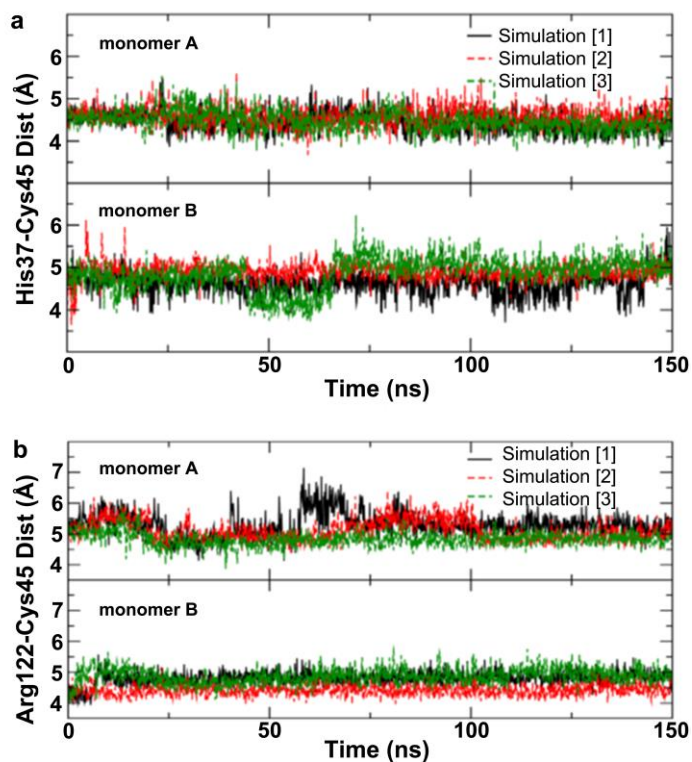 a
monomer A
Simulation [1]
Simulation [2]
Simulation [3]
6
5
4
monomer B
6
5
4
His37-Cys45 Dist (Å)
0 50 100 150
Time (ns)
b
monomer A
Simulation [1]
Simulation [2]
Simulation [3]
7
6
5
4
monomer B
7
6
5
4
Arg122-Cys45 Dist (Å)
0 50 100 150
Time (ns)